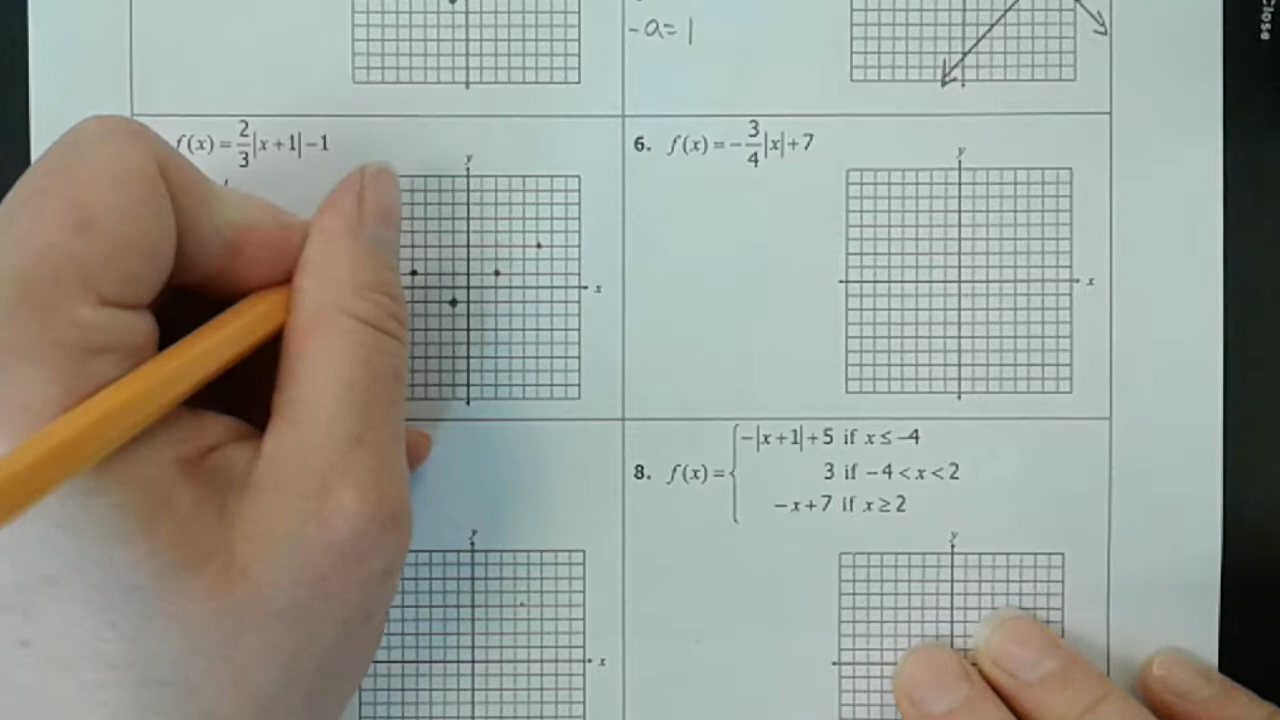 Close
-a=1
f(x)=2/3|x+1|-1
y
x
6. f(x)=-3/4|x|+7
y
x
y
x
8. f(x)={-|x+1|+5 if x≤-4
3 if -4<x<2
-x+7 if x≥2
y